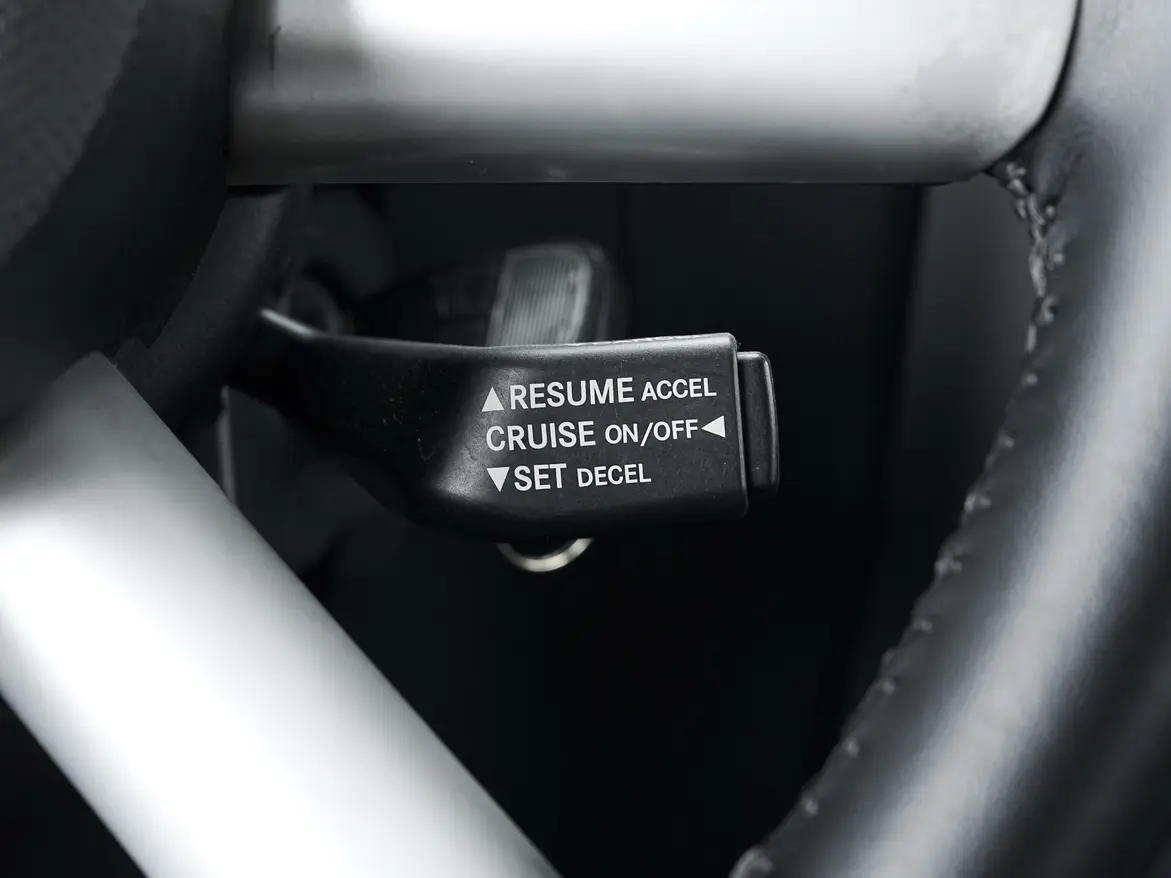 ▲RESUME ACCEL
CRUISE ON/OFF◀
▼SET DECEL